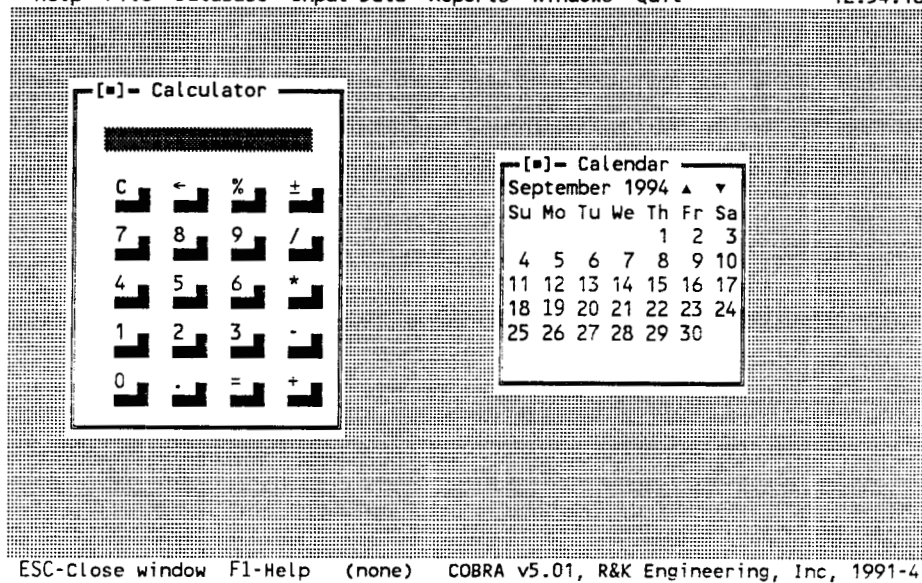 Help File Database Input Data Reports Windows Quit
[■] Calculator
C ← % ±
7 8 9 /
4 5 6 *
1 2 3 -
0 . = +
[■] Calendar
September 1994 ▲ ▼
Su Mo Tu We Th Fr Sa
1 2 3
4 5 6 7 8 9 10
11 12 13 14 15 16 17
18 19 20 21 22 23 24
25 26 27 28 29 30
ESC-Close window F1-Help (none) COBRA v5.01, R&K Engineering, Inc, 1991-4